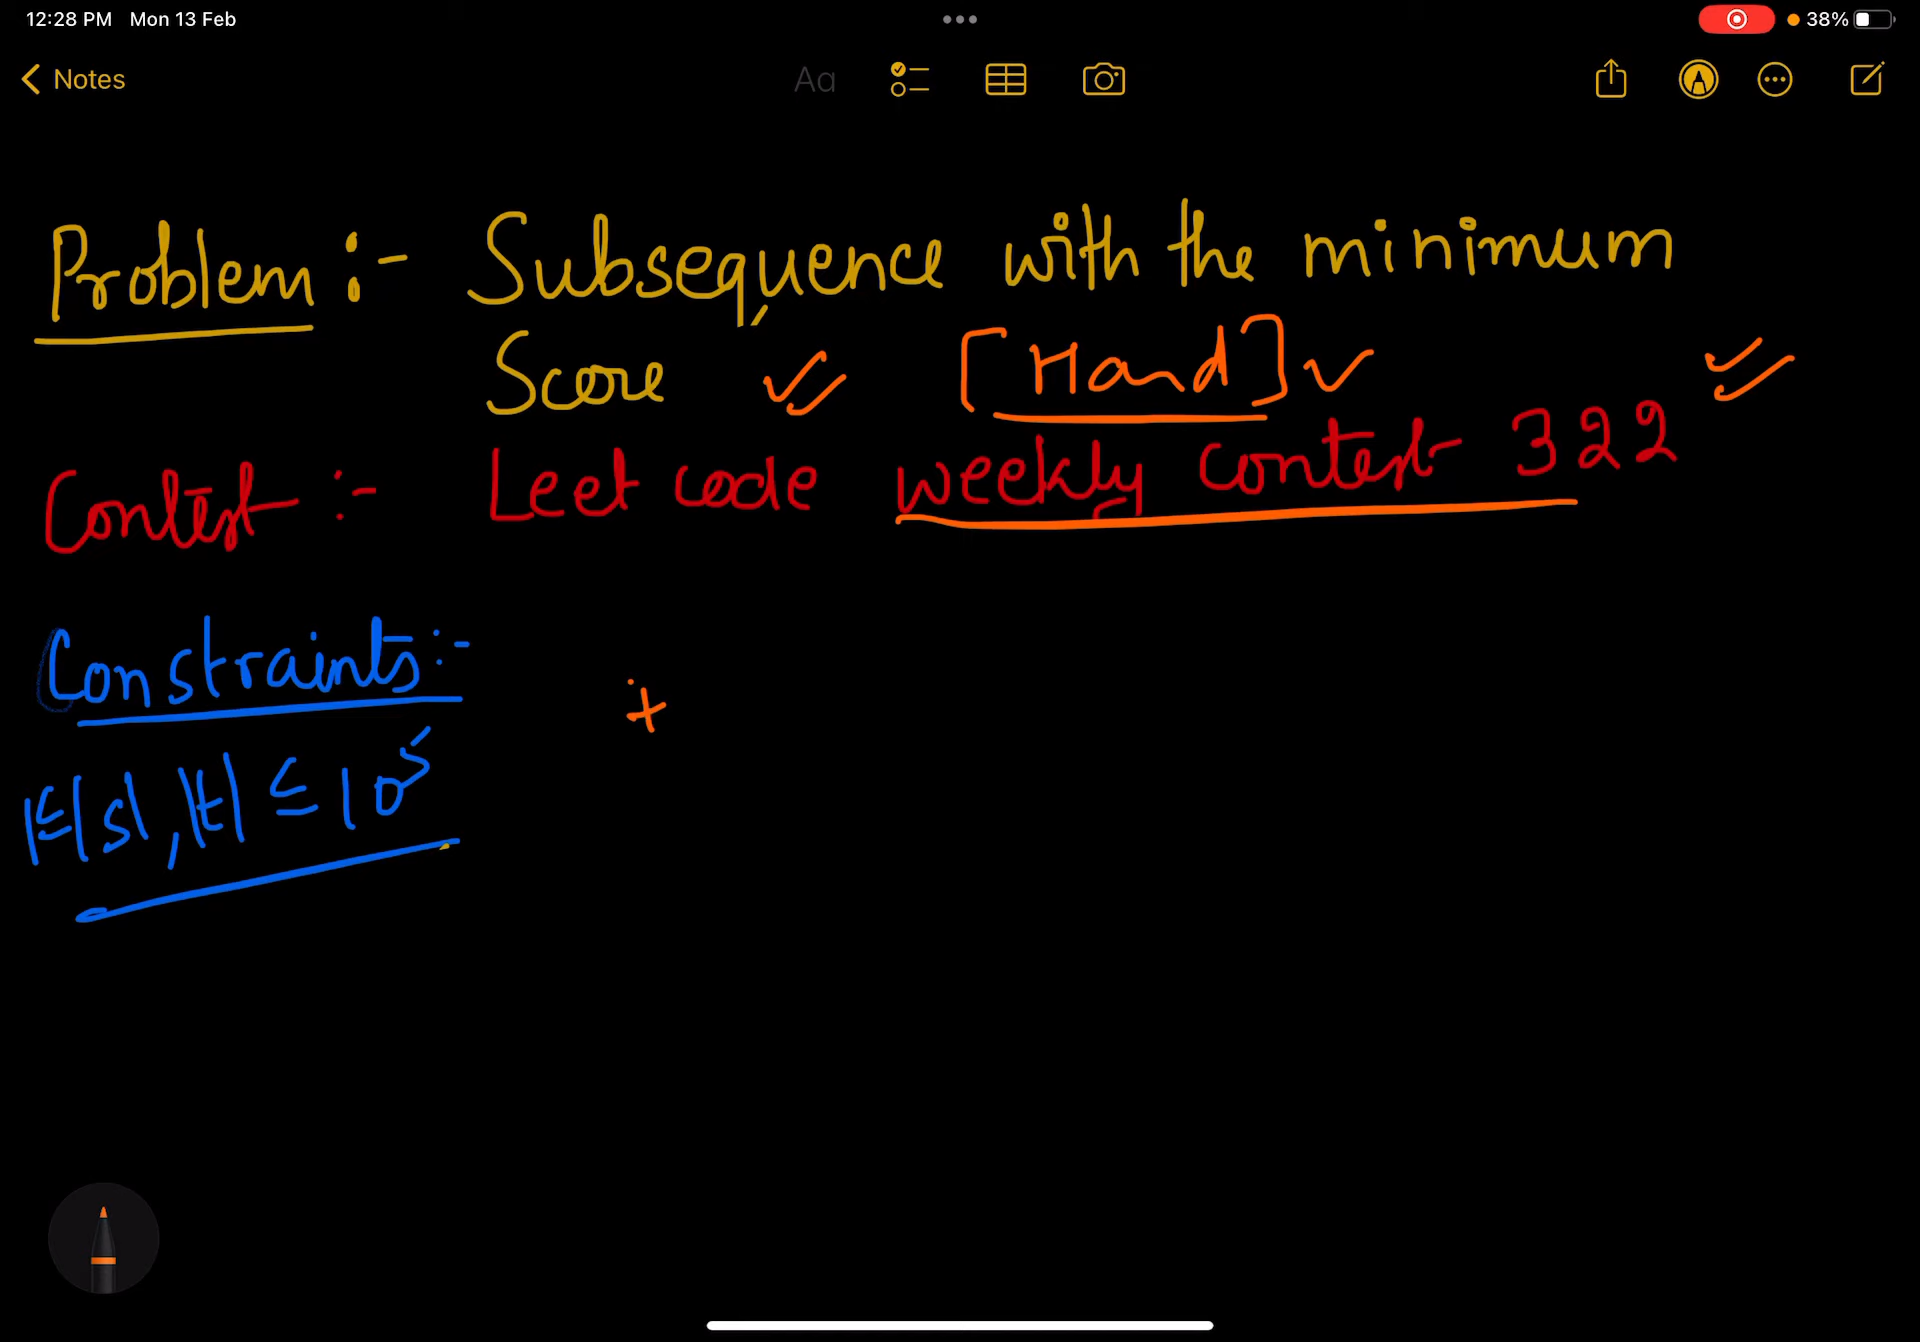 12:28 PM Mon 13 Feb 38%
Notes Aa
Problem :- Subsequence with the minimum
Score [Hard]
Contest :- Leet code weekly contest 322
Constraints :-
1≤|s|,|t| ≤ 10^5